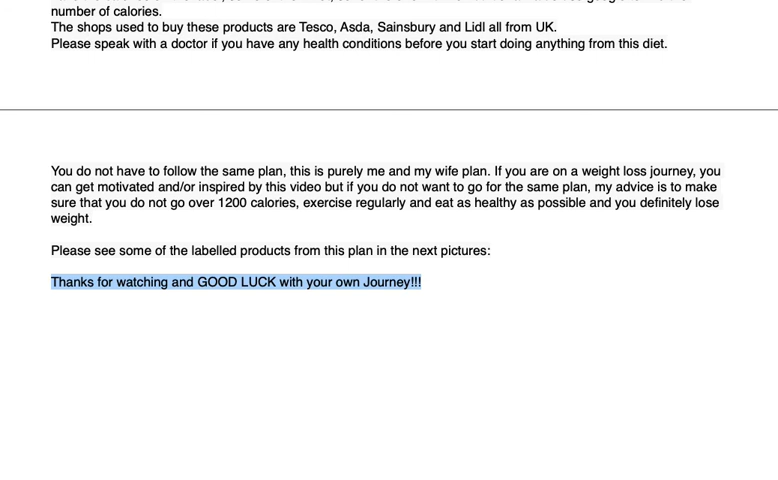 number of calories.
The shops used to buy these products are Tesco, Asda, Sainsbury and Lidl all from UK.
Please speak with a doctor if you have any health conditions before you start doing anything from this diet.
You do not have to follow the same plan, this is purely me and my wife plan. If you are on a weight loss journey, you
can get motivated and/or inspired by this video but if you do not want to go for the same plan, my advice is to make
sure that you do not go over 1200 calories, exercise regularly and eat as healthy as possible and you definitely lose
weight.
Please see some of the labelled products from this plan in the next pictures:
Thanks for watching and GOOD LUCK with your own Journey!!!